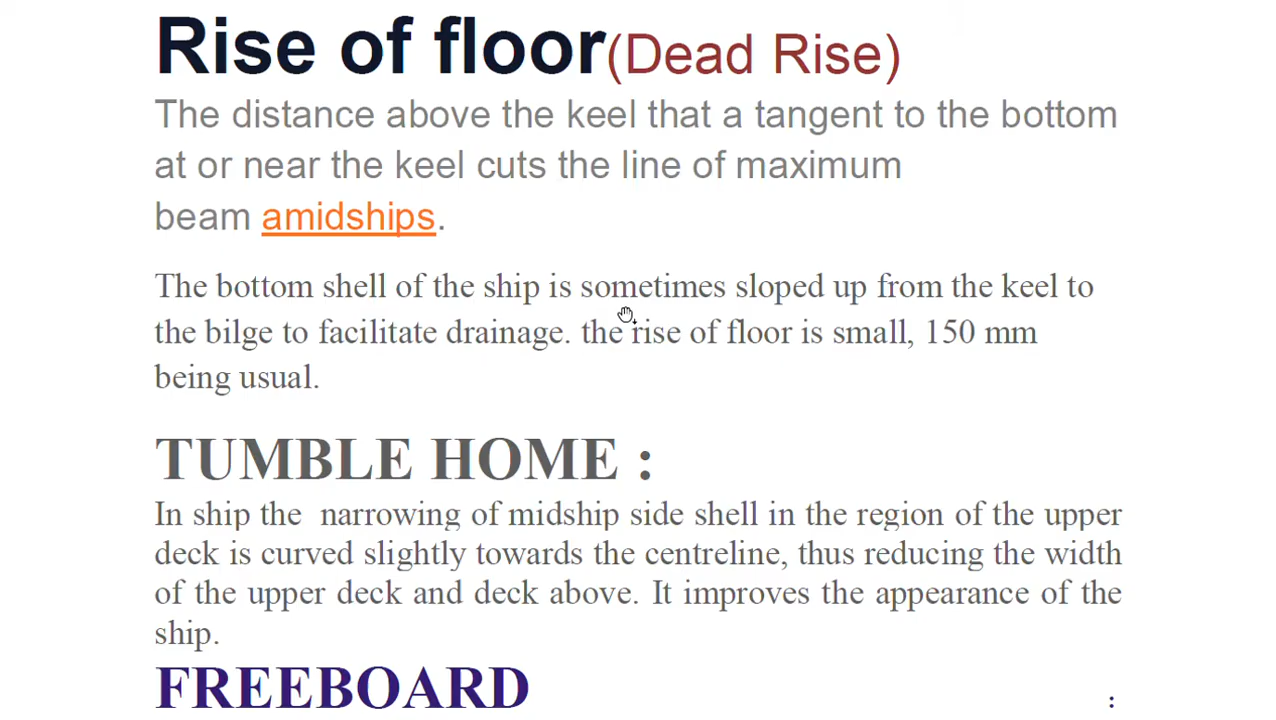 Rise of floor(Dead Rise)
The distance above the keel that a tangent to the bottom
at or near the keel cuts the line of maximum
beam amidships.
The bottom shell of the ship is sometimes sloped up from the keel to
the bilge to facilitate drainage. the rise of floor is small, 150 mm
being usual.
TUMBLE HOME :
In ship the narrowing of midship side shell in the region of the upper
deck is curved slightly towards the centreline, thus reducing the width
of the upper deck and deck above. It improves the appearance of the
ship.
FREEBOARD :